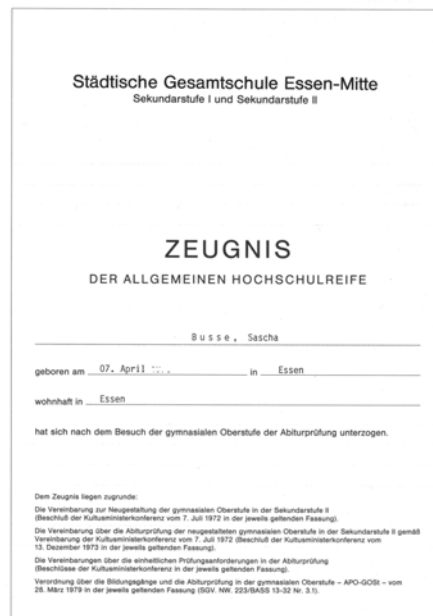 Städtische Gesamtschule Essen-Mitte
Sekundarstufe I und Sekundarstufe II
ZEUGNIS
DER ALLGEMEINEN HOCHSCHULREIFE
Busse, Sascha
geboren am 07. April in Essen
wohnhaft in Essen
hat sich nach dem Besuch der gymnasialen Oberstufe der Abiturprüfung unterzogen.
Dem Zeugnis liegen zugrunde:
Die Vereinbarung zur Neugestaltung der gymnasialen Oberstufe in der Sekundarstufe II
(Beschluß der Kultusministerkonferenz vom 7. Juli 1972 in der jeweils geltenden Fassung).
Die Vereinbarung über die Abiturprüfung der neugestalteten gymnasialen Oberstufe in der Sekundarstufe II gemäß
Vereinbarung der Kultusministerkonferenz vom 7. Juli 1972 (Beschluß der Kultusministerkonferenz vom
13. Dezember 1973 in der jeweils geltenden Fassung).
Die Vereinbarungen über die einheitlichen Prüfungsanforderungen in der Abiturprüfung
(Beschlüsse der Kultusministerkonferenz in der jeweils geltenden Fassung).
Verordnung über die Bildungsgänge und die Abiturprüfung in der gymnasialen Oberstufe – APO-GOSt – vom
28. März 1979 in der jeweils geltenden Fassung (SGV. NW. 223/BASS 13-32 Nr. 3.1).